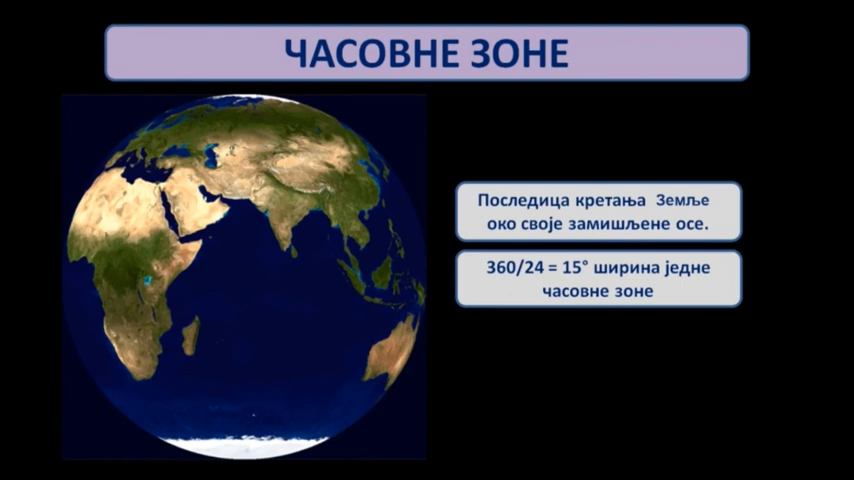 ЧАСОВНЕ ЗОНЕ
Последица кретања Земље
око своје замишљене осе.
360/24 = 15° ширина једне
часовне зоне